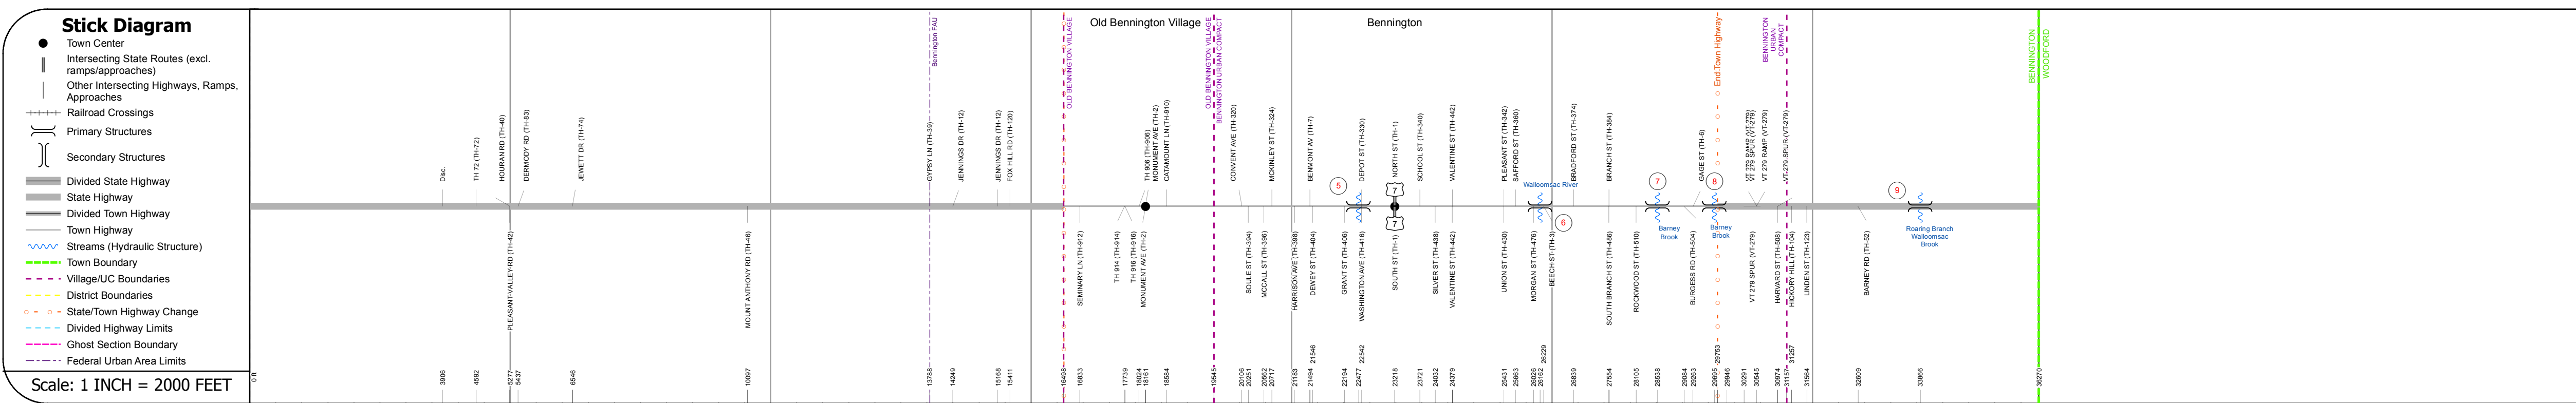 Stick Diagram
Town Center
Intersecting State Routes (excl.
ramps/approaches)
Other Intersecting Highways, Ramps,
Approaches
Railroad Crossings
Primary Structures
Secondary Structures
Divided State Highway
State Highway
Divided Town Highway
Town Highway
Streams (Hydraulic Structure)
Town Boundary
Village/UC Boundaries
District Boundaries
State/Town Highway Change
Divided Highway Limits
Ghost Section Boundary
Federal Urban Area Limits
Scale: 1 INCH = 2000 FEET
Old Bennington Village
Bennington
Bennington FAU
OLD BENNINGTON VILLAGE
OLD BENNINGTON VILLAGE
BENNINGTON URBAN COMPACT
End Town Highway
BENNINGTON
URBAN
COMPACT
BENNINGTON
WOODFORD
Disc.
TH 72 (TH-72)
HOURAN RD (TH-40)
DERMODY RD (TH-83)
JEWETT DR (TH-74)
GYPSY LN (TH-39)
JENNINGS DR (TH-12)
JENNINGS DR (TH-12)
FOX HILL RD (TH-120)
TH 906 (TH-906)
MONUMENT AVE (TH-2)
CATAMOUNT LN (TH-910)
CONVENT AVE (TH-320)
MCKINLEY ST (TH-324)
BENMONT AV (TH-7)
DEPOT ST (TH-330)
NORTH ST (TH-1)
SCHOOL ST (TH-340)
VALENTINE ST (TH-442)
PLEASANT ST (TH-342)
SAFFORD ST (TH-360)
BRADFORD ST (TH-374)
BRANCH ST (TH-384)
GAGE ST (TH-6)
VT 279 RAMP (VT-279)
VT 279 SPUR (VT-279)
VT 279 RAMP (VT-279)
VT 279 SPUR (VT-279)
5
7
7
Walloomsac River
6
7
Barney
Brook
8
Barney
Brook
9
Roaring Branch
Walloomsac
Brook
PLEASANT VALLEY RD (TH-42)
MOUNT ANTHONY RD (TH-46)
SEMINARY LN (TH-912)
TH 914 (TH-914)
TH 916 (TH-916)
MONUMENT AVE (TH-2)
SOULE ST (TH-394)
MCCALL ST (TH-396)
HARRISON AVE (TH-398)
DEWEY ST (TH-404)
GRANT ST (TH-406)
WASHINGTON AVE (TH-416)
SOUTH ST (TH-1)
SILVER ST (TH-438)
VALENTINE ST (TH-442)
UNION ST (TH-430)
MORGAN ST (TH-476)
BEECH ST (TH-3)
SOUTH BRANCH ST (TH-486)
ROCKWOOD ST (TH-510)
BURGESS RD (TH-504)
VT 279 SPUR (VT-279)
HARVARD ST (TH-508)
HICKORY HILL (TH-104)
LINDEN ST (TH-123)
BARNEY RD (TH-52)
0 ft
3906
4592
5277
5437
6546
10097
13788
14249
15168
15411
16498
16833
17739
18024
18161
18584
19545
20106
20251
20562
20717
21183
21494
21546
22194
22477
22542
23218
23721
24032
24379
25431
25663
26026
26162
26229
26839
27554
28105
28538
29084
29263
29695
29753
29946
30291
30545
30974
31157
31257
31564
32609
33866
36270